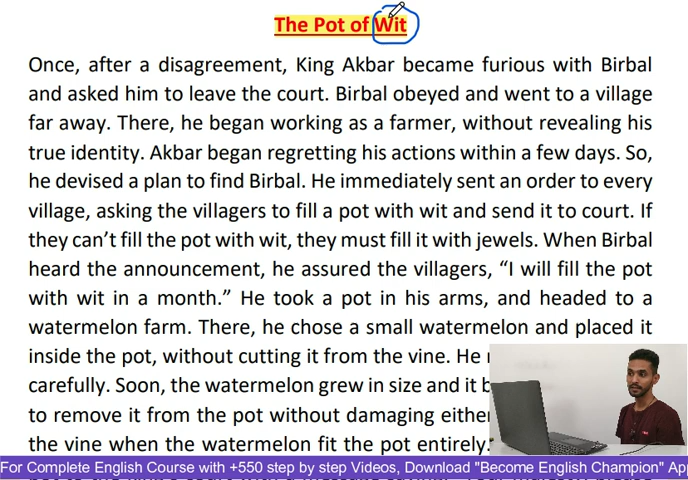 The Pot of Wit
Once, after a disagreement, King Akbar became furious with Birbal
and asked him to leave the court. Birbal obeyed and went to a village
far away. There, he began working as a farmer, without revealing his
true identity. Akbar began regretting his actions within a few days. So,
he devised a plan to find Birbal. He immediately sent an order to every
village, asking the villagers to fill a pot with wit and send it to court. If
they can’t fill the pot with wit, they must fill it with jewels. When Birbal
heard the announcement, he assured the villagers, “I will fill the pot
with wit in a month.” He took a pot in his arms, and headed to a
watermelon farm. There, he chose a small watermelon and placed it
inside the pot, without cutting it from the vine. He
carefully. Soon, the watermelon grew in size and it
to remove it from the pot without damaging either
the vine when the watermelon fit the pot entirely.
For Complete English Course with +550 step by step Videos, Download "Become English Champion" Ap